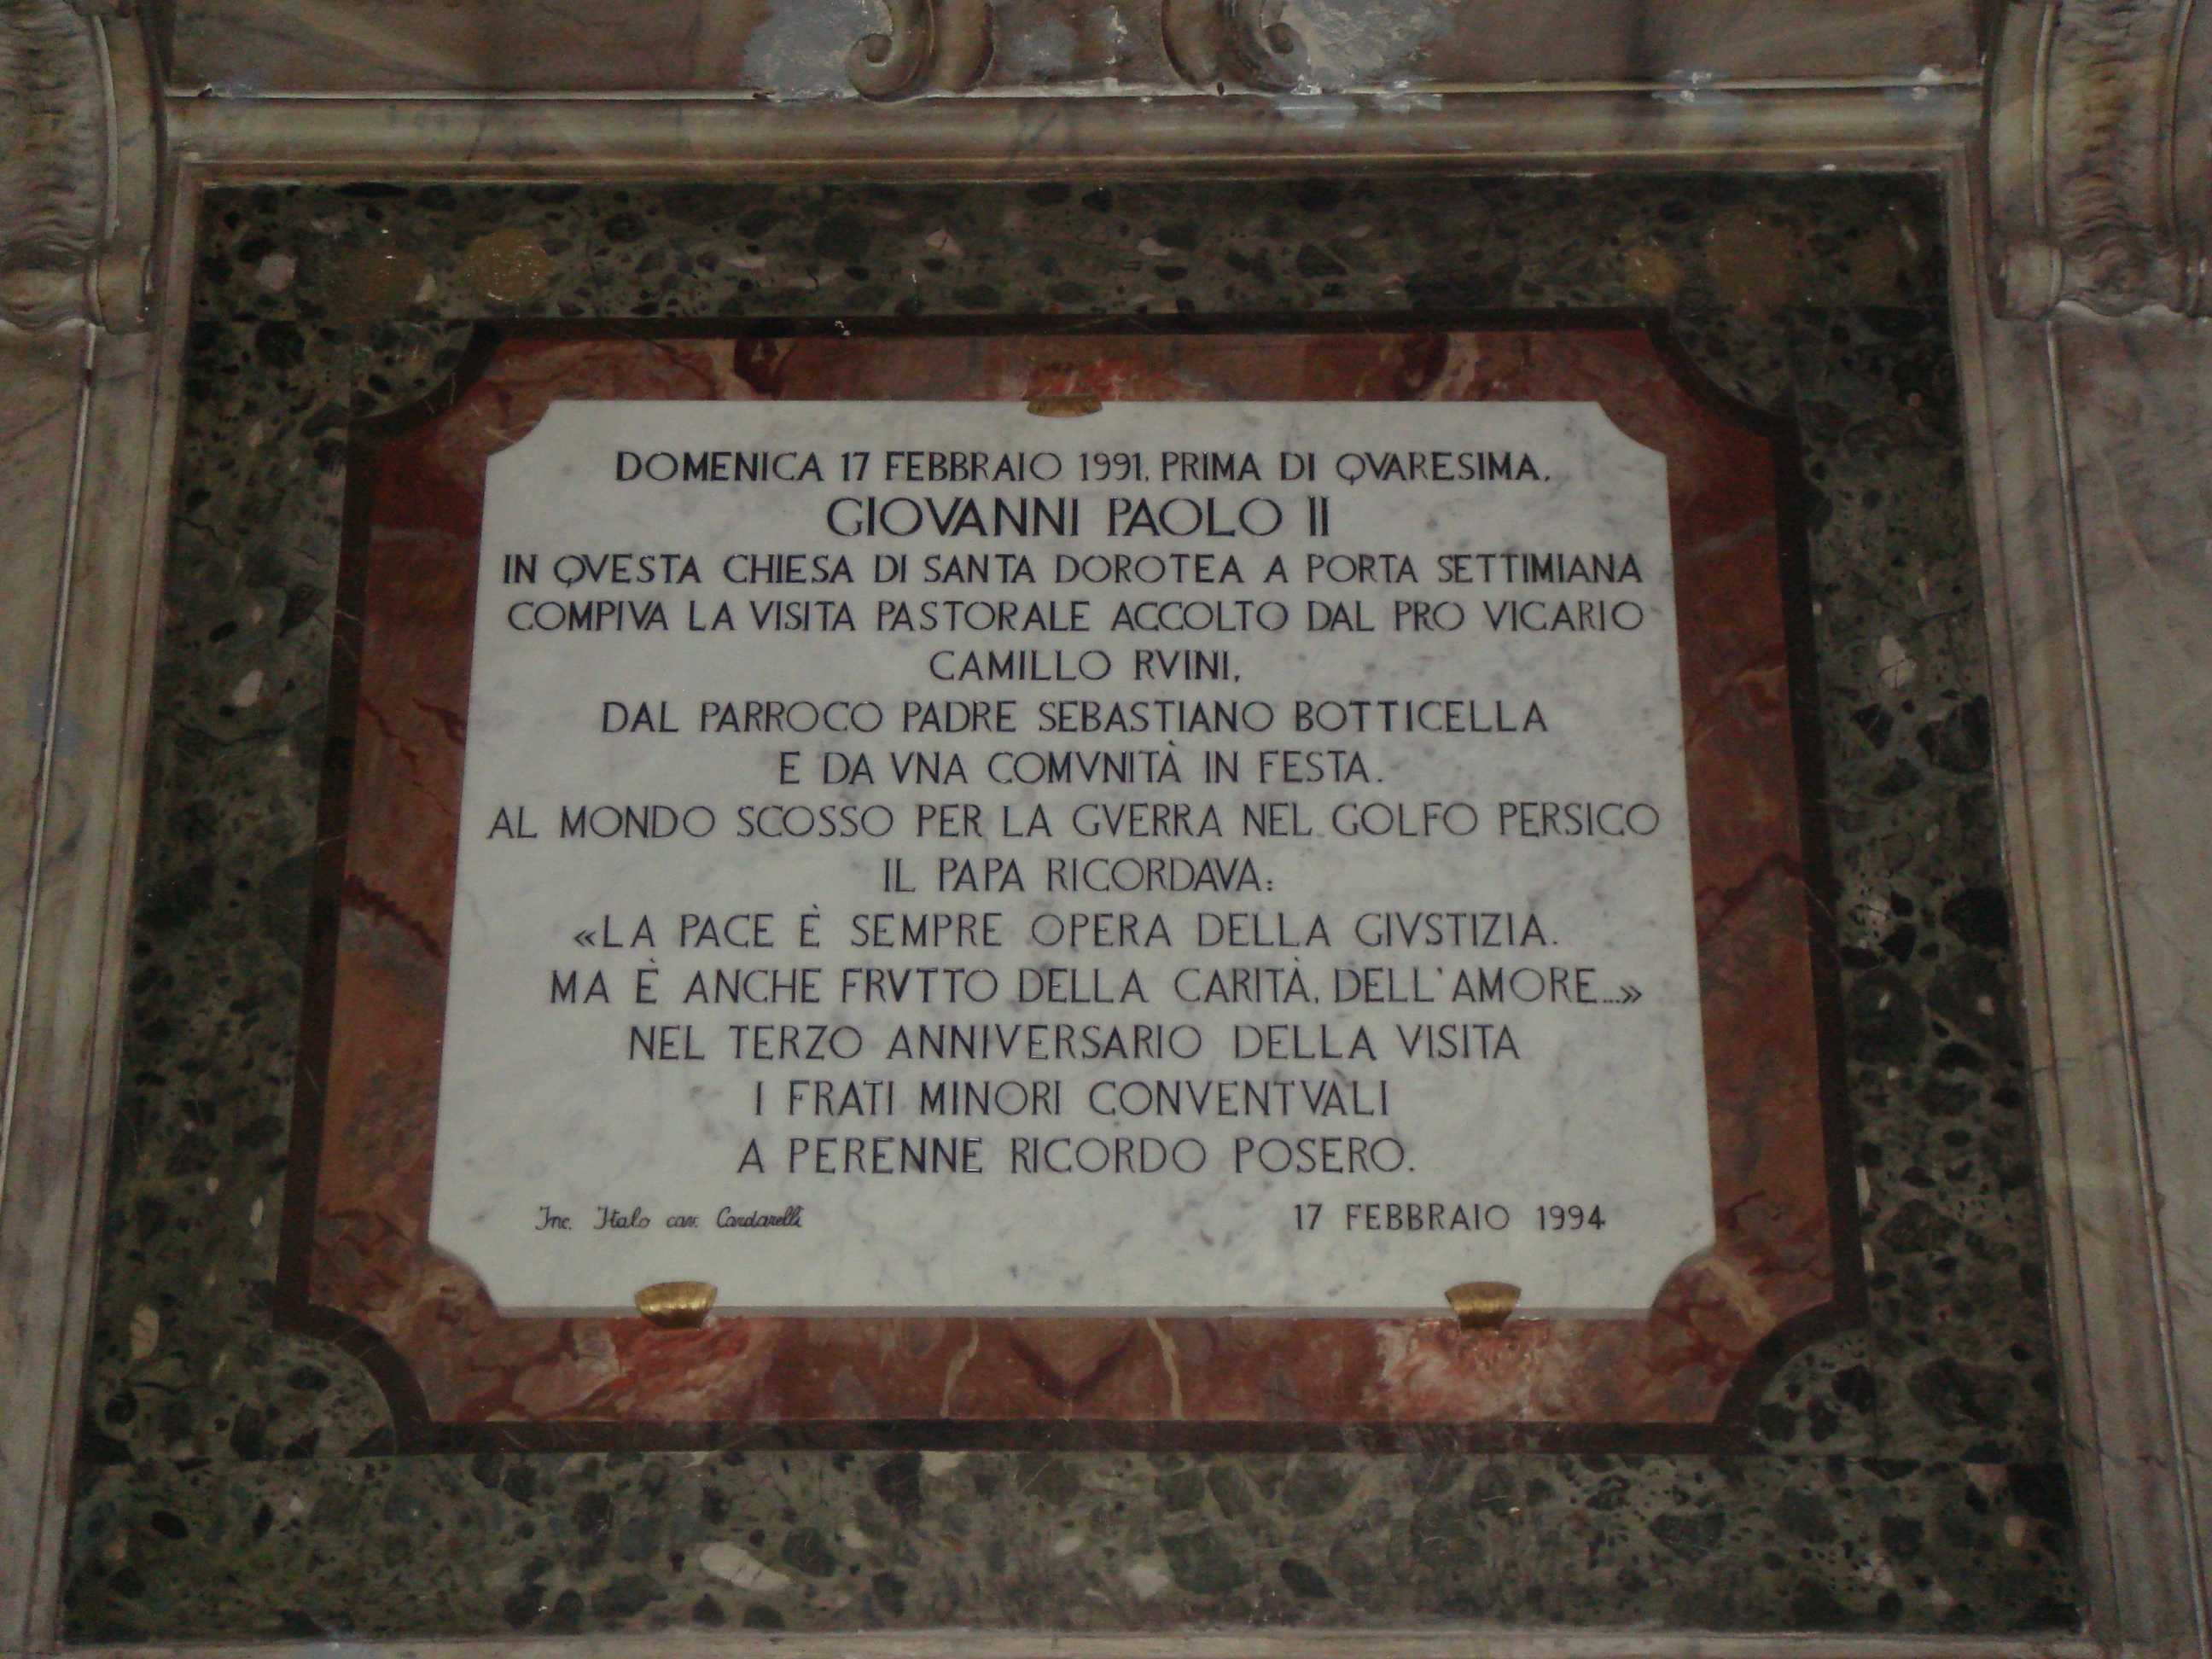 DOMENICA 17 FEBBRAIO 1991, PRIMA DI QVARESIMA,
GIOVANNI PAOLO II
IN QVESTA CHIESA DI SANTA DOROTEA A PORTA SETTIMIANA
COMPIVA LA VISITA PASTORALE ACCOLTO DAL PRO VICARIO
CAMILLO RVINI,
DAL PARROCO PADRE SEBASTIANO BOTTICELLA
E DA VNA COMVNITÀ IN FESTA.
AL MONDO SCOSSO PER LA GVERRA NEL GOLFO PERSICO
IL PAPA RICORDAVA:
«LA PACE È SEMPRE OPERA DELLA GIVSTIZIA.
MA È ANCHE FRVTTO DELLA CARITÀ, DELL'AMORE...»
NEL TERZO ANNIVERSARIO DELLA VISITA
I FRATI MINORI CONVENTVALI
A PERENNE RICORDO POSERO.
Inc. Italo cav. Cardarelli 17 FEBBRAIO 1994